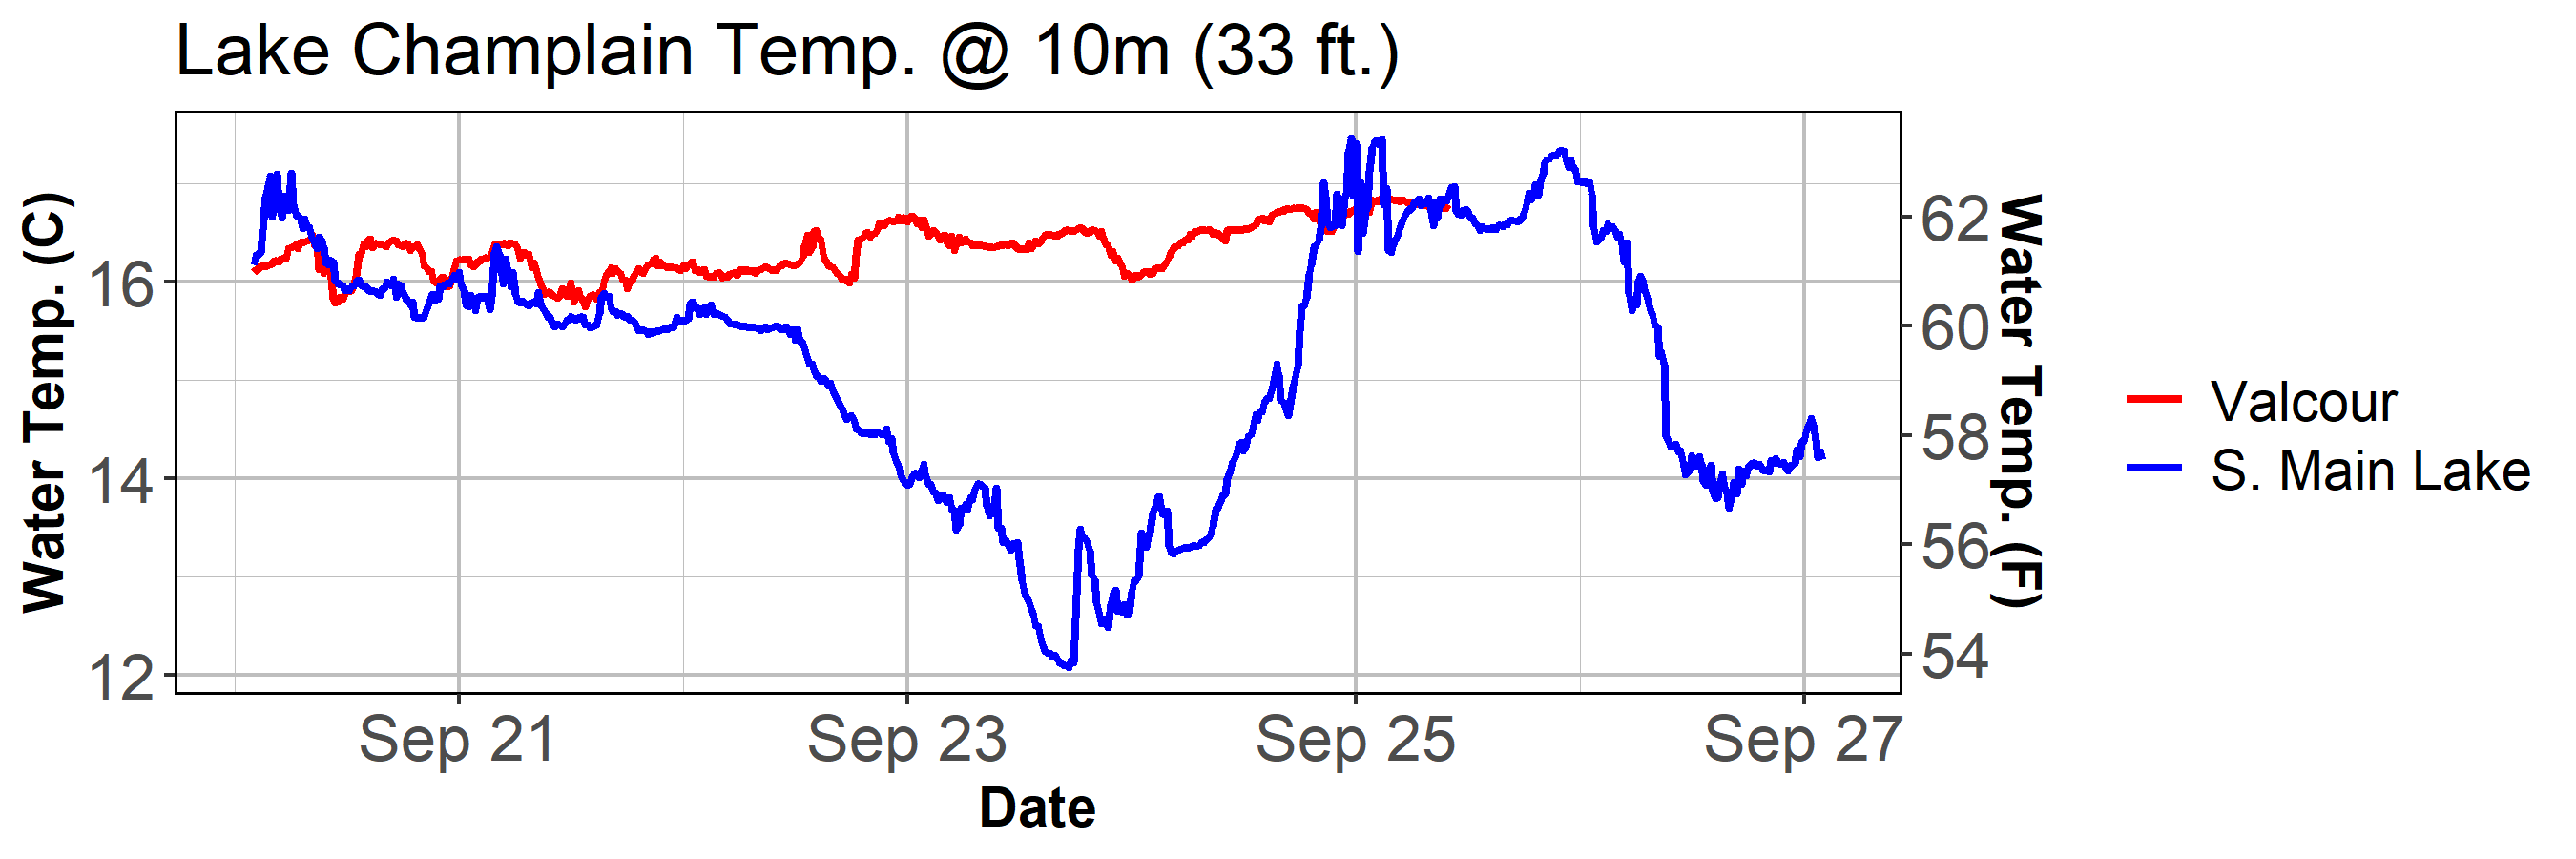 Lake Champlain Temp. @ 10m (33 ft.)
Water Temp. (C)
16
14
12
62
60
58
56
54
Water Temp. (F)
Sep 21
Sep 23
Sep 25
Sep 27
Date
Valcour
S. Main Lake